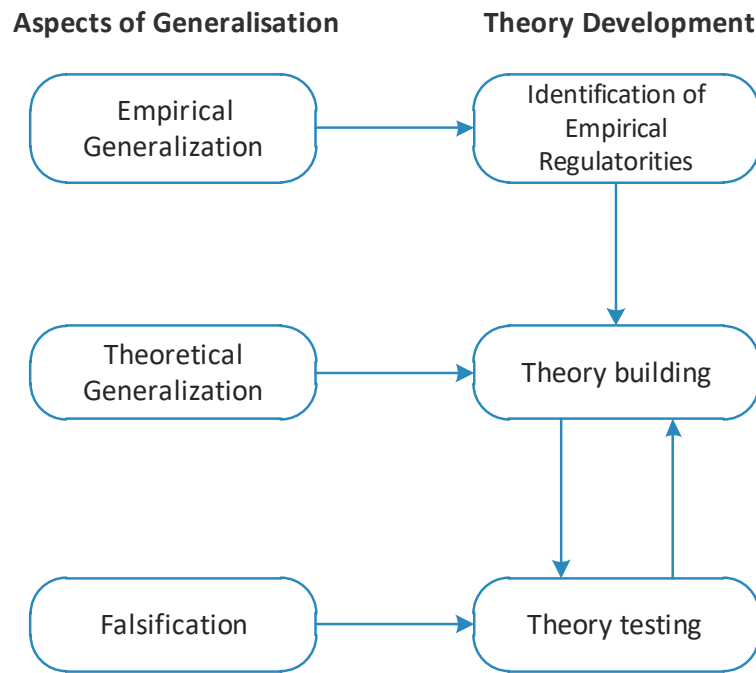 Aspects of Generalisation
Theory Development
Empirical
Generalization
Identification of
Empirical
Regulatorities
Theoretical
Generalization
Theory building
Falsification
Theory testing